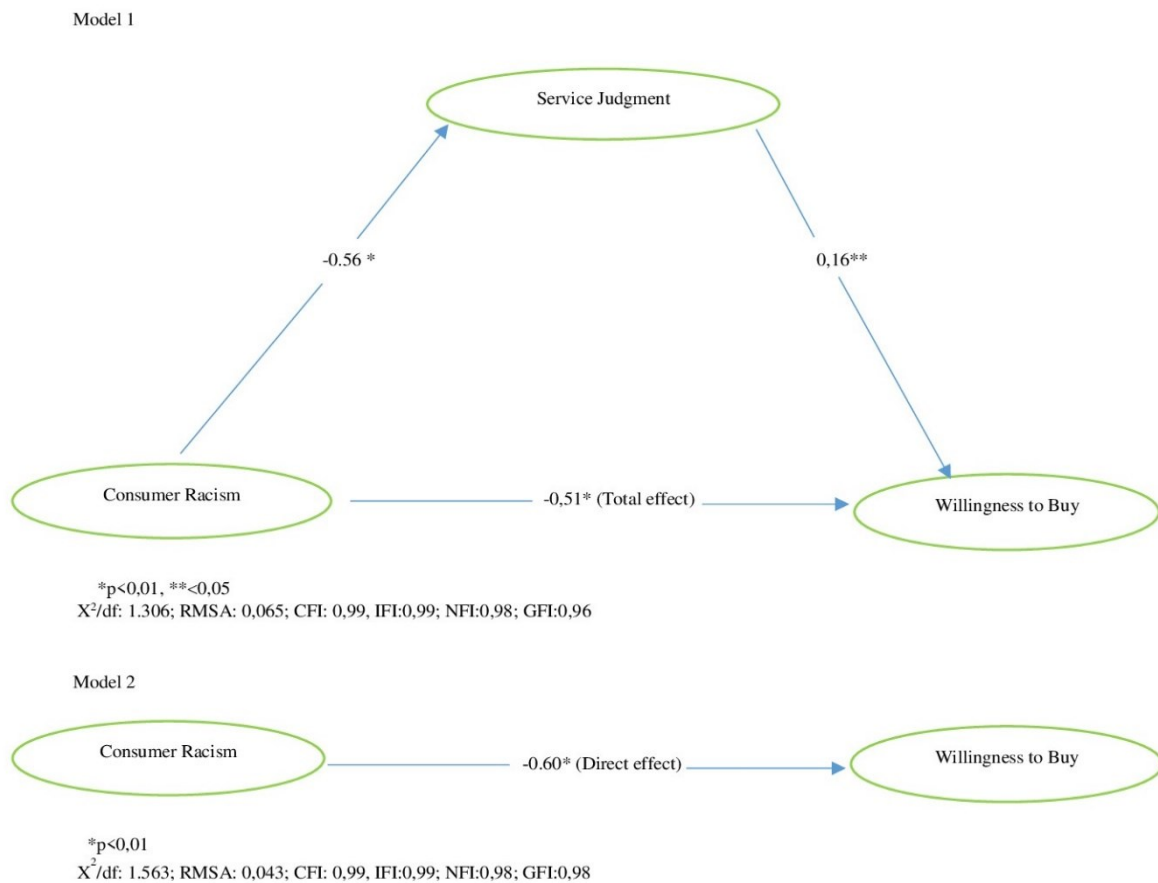 Model 1
Service Judgment
-0.56 *
0,16**
Consumer Racism
-0,51* (Total effect)
Willingness to Buy
*p<0,01, **<0,05
X²/df: 1.306; RMSA: 0,065; CFI: 0,99, IFI:0,99; NFI:0,98; GFI:0,96
Model 2
Consumer Racism
-0.60* (Direct effect)
Willingness to Buy
*p<0,01
X²/df: 1.563; RMSA: 0,043; CFI: 0,99, IFI:0,99; NFI:0,98; GFI:0,98